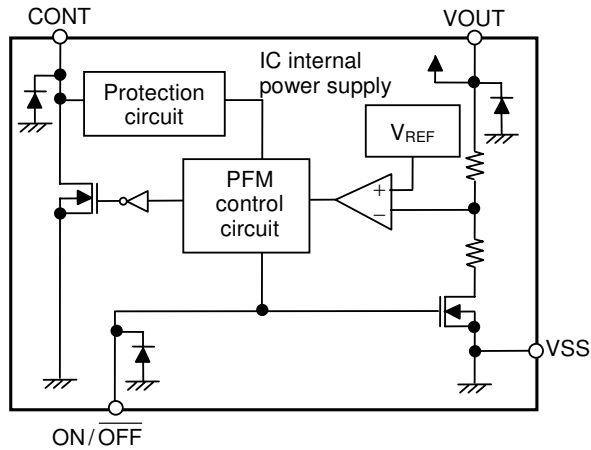 CONT
VOUT
IC internal
power supply
Protection
circuit
VREF
PFM
control
circuit
+
−
VSS
ON/OFF